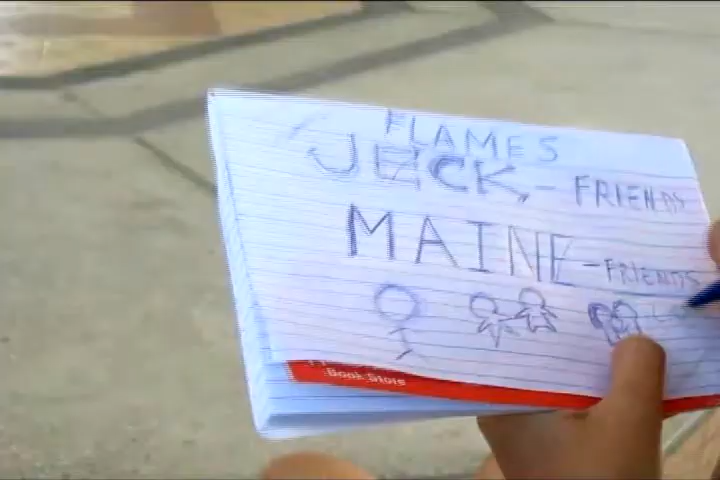 FLAMES
JECK - FRIENDS
MAINE - FRIENDS
Book Store